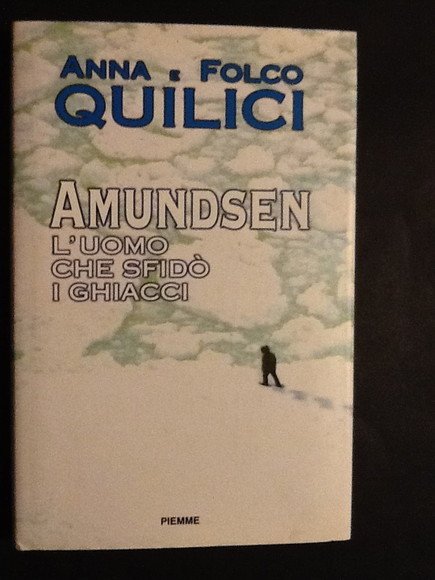 ANNA E FOLCO
QUILICI
AMUNDSEN
L'UOMO
CHE SFIDÒ
I GHIACCI
PIEMME